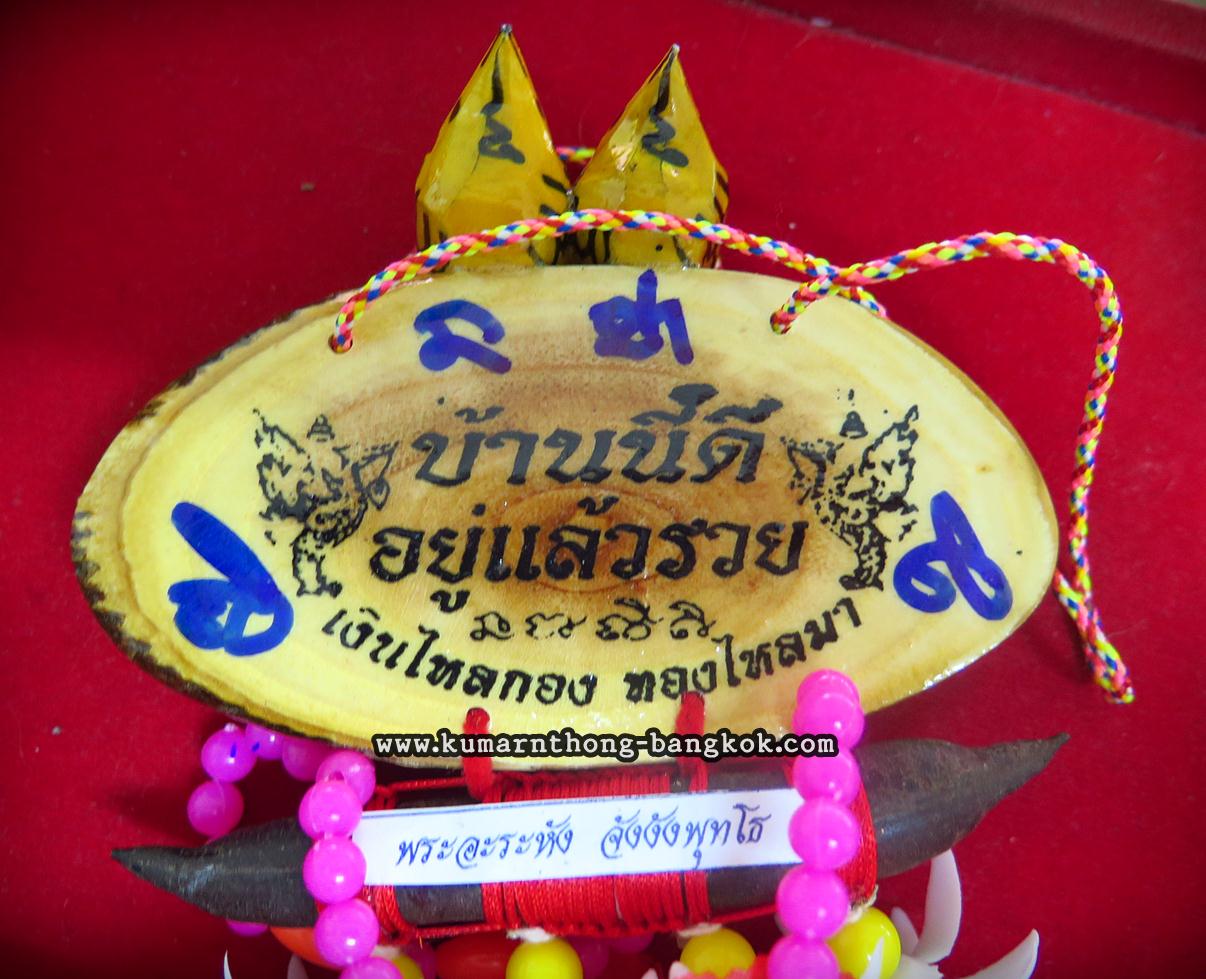 บ้านนี้ดี
อยู่แล้วรวย
เงินไหลกอง ทองไหลมา
www.kumarnthong-bangkok.com
พระอะระหัง จังงังพุทโธ